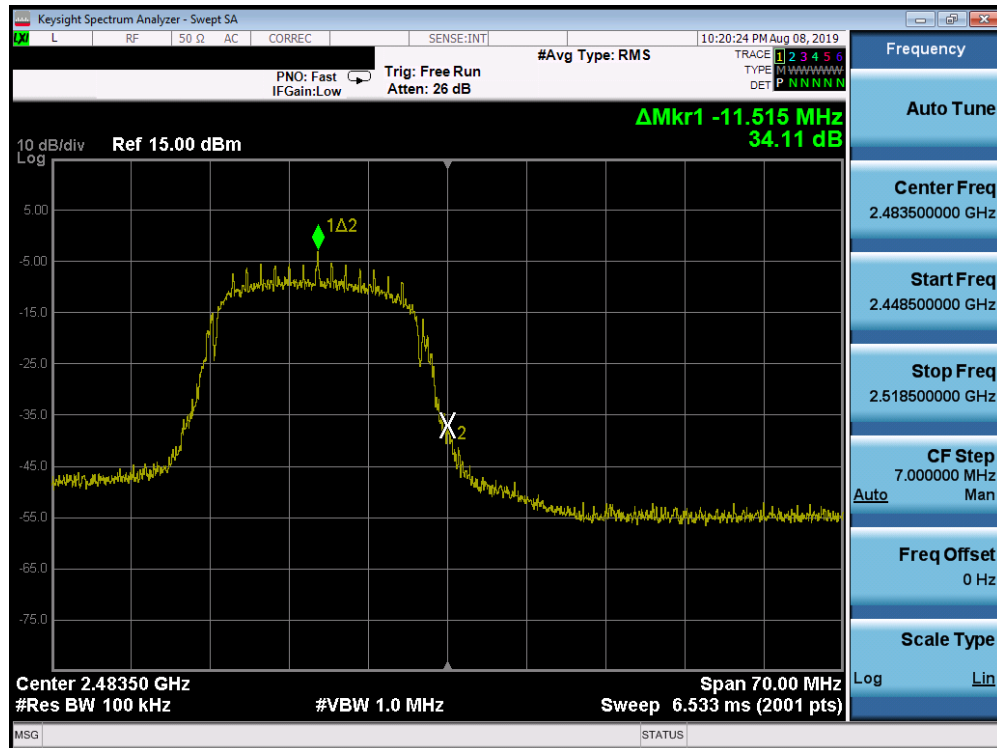 Keysight Spectrum Analyzer - Swept SA
LXI L RF 50 Ω AC CORREC SENSE:INT 10:20:24 PM Aug 08, 2019
#Avg Type: RMS
TRACE 1 2 3 4 5 6
PNO: Fast Trig: Free Run
TYPE M WWWWW
IFGain:Low Atten: 26 dB
DET P N N N N N
ΔMkr1 -11.515 MHz
34.11 dB
10 dB/div Ref 15.00 dBm
Log
5.00
1Δ2
-5.00
-15.0
-25.0
-35.0
2
-45.0
-55.0
-65.0
-75.0
Center 2.48350 GHz Span 70.00 MHz
#Res BW 100 kHz #VBW 1.0 MHz Sweep 6.533 ms (2001 pts)
MSG STATUS
Frequency
Auto Tune
Center Freq
2.483500000 GHz
Start Freq
2.448500000 GHz
Stop Freq
2.518500000 GHz
CF Step
7.000000 MHz
Auto Man
Freq Offset
0 Hz
Scale Type
Log Lin